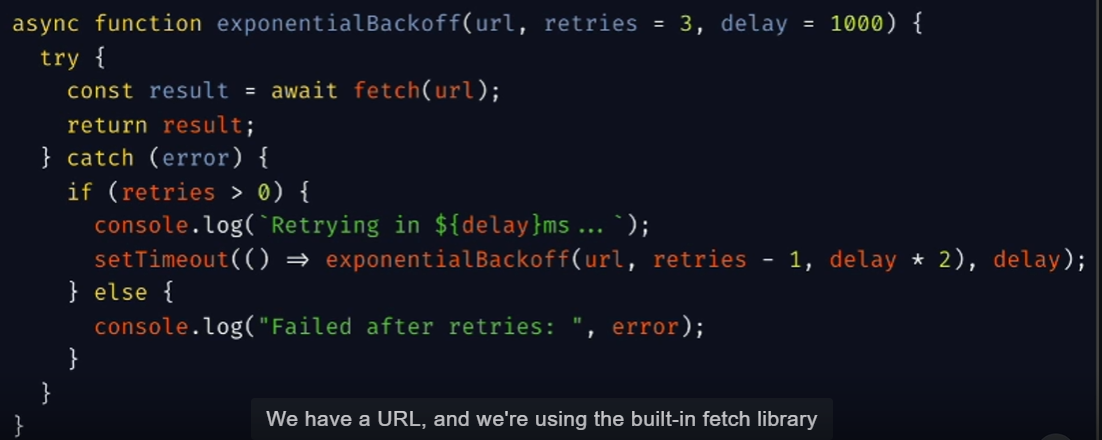 async function exponentialBackoff(url, retries = 3, delay = 1000) {
try {
const result = await fetch(url);
return result;
} catch (error) {
if (retries > 0) {
console.log(`Retrying in ${delay}ms...`);
setTimeout(() => exponentialBackoff(url, retries - 1, delay * 2), delay);
} else {
console.log("Failed after retries: ", error);
}
}
}
We have a URL, and we're using the built-in fetch library